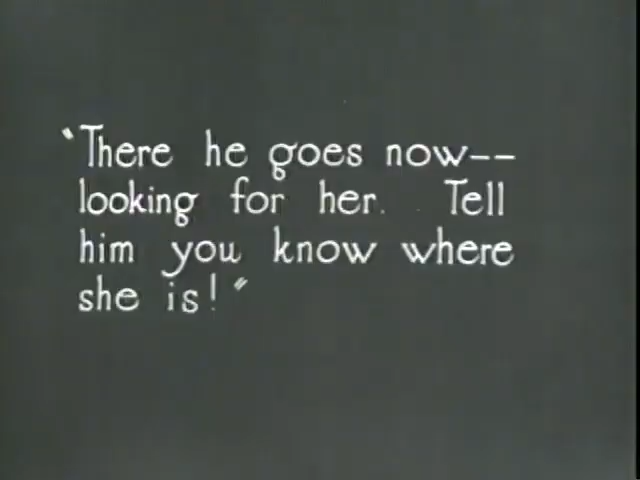 "There he goes now--
looking for her. Tell
him you know where
she is!"